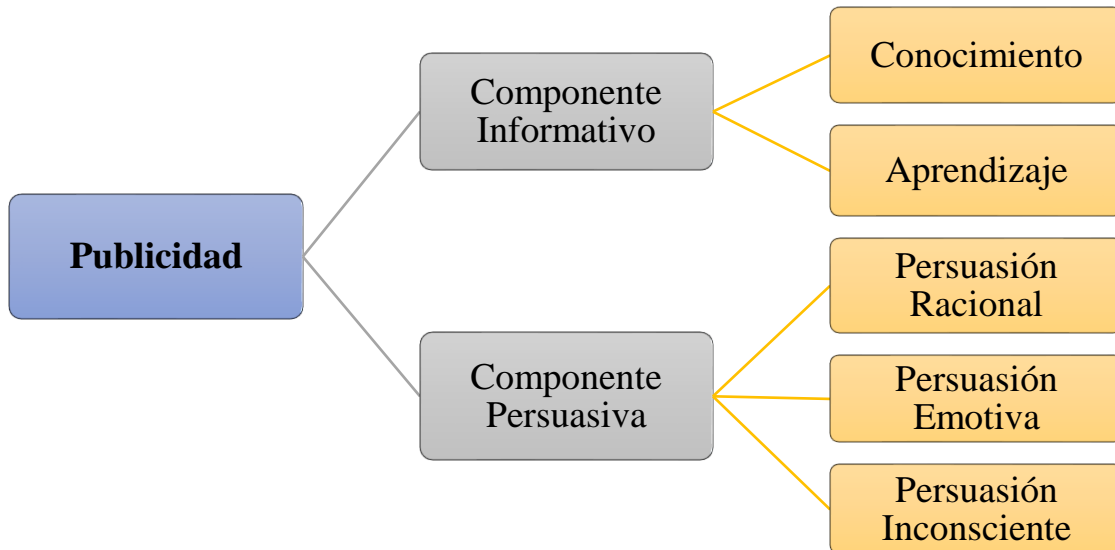 Publicidad
Componente
Informativo
Conocimiento
Aprendizaje
Componente
Persuasiva
Persuasión
Racional
Persuasión
Emotiva
Persuasión
Inconsciente